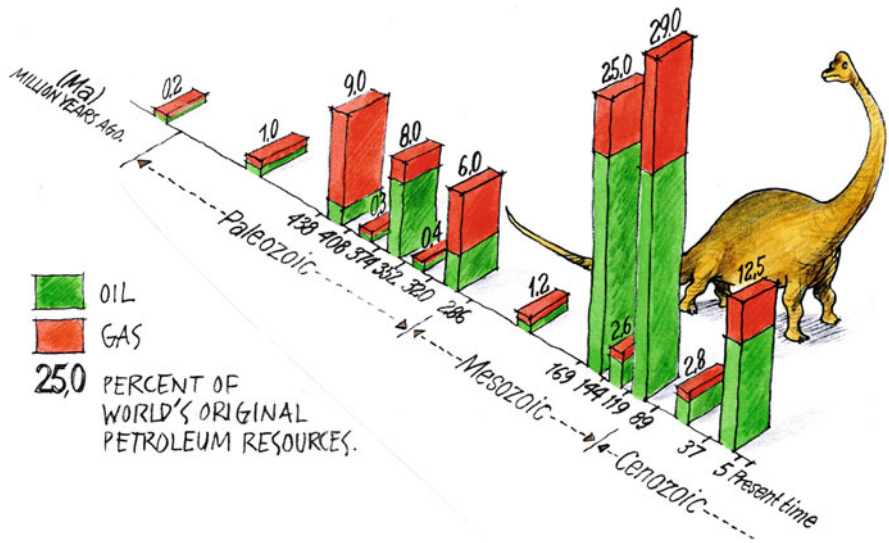 (Ma)
MILLION YEARS AGO.
0.2
1.0
9.0
0.3
8.0
0.4
6.0
1.2
25.0
2.6
29.0
2.8
12.5
438
408
374
352
320
286
169
144
119
89
37
5
Present time
Paleozoic
Mesozoic
Cenozoic
OIL
GAS
25,0 PERCENT OF
WORLD'S ORIGINAL
PETROLEUM RESOURCES.